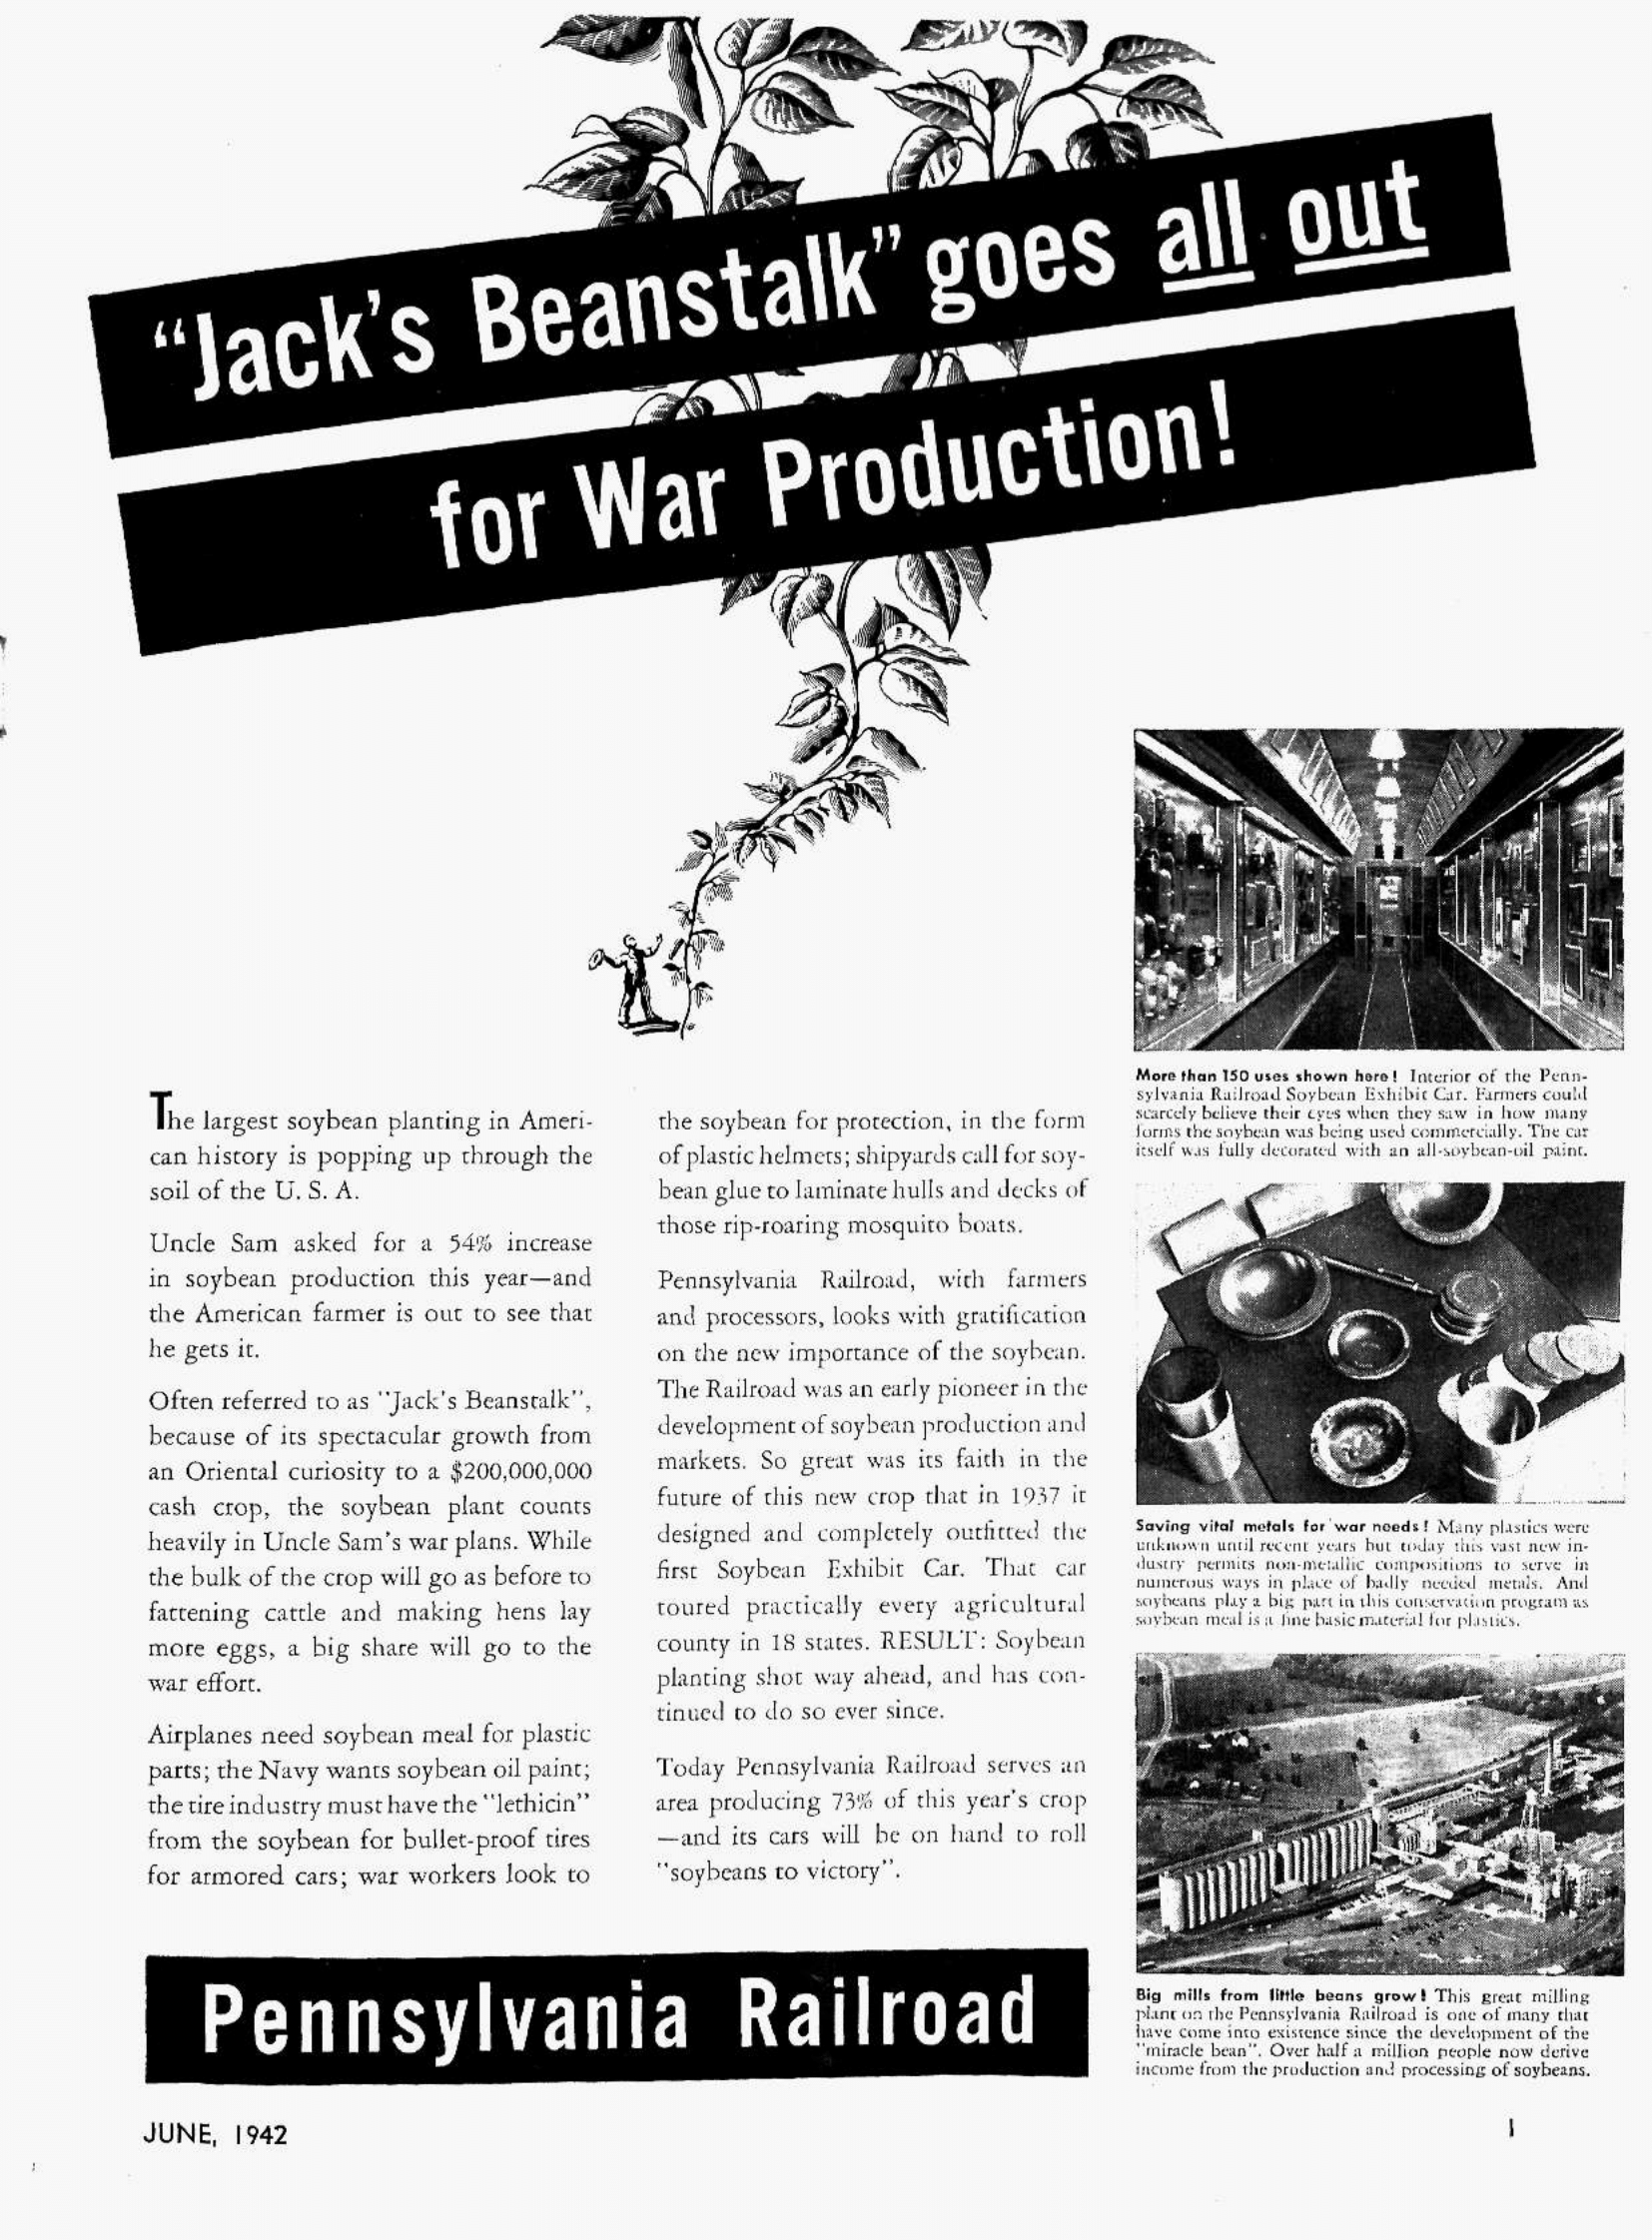 "Jack's Beanstalk" goes all out
for War Production!
The largest soybean planting in Ameri-
can history is popping up through the
soil of the U. S. A.
Uncle Sam asked for a 54% increase
in soybean production this year—and
the American farmer is out to see that
he gets it.
Often referred to as "Jack's Beanstalk",
because of its spectacular growth from
an Oriental curiosity to a $200,000,000
cash crop, the soybean plant counts
heavily in Uncle Sam's war plans. While
the bulk of the crop will go as before to
fattening cattle and making hens lay
more eggs, a big share will go to the
war effort.
Airplanes need soybean meal for plastic
parts; the Navy wants soybean oil paint;
the tire industry must have the "lethicin"
from the soybean for bullet-proof tires
for armored cars; war workers look to
the soybean for protection, in the form
of plastic helmets; shipyards call for soy-
bean glue to laminate hulls and decks of
those rip-roaring mosquito boats.
Pennsylvania Railroad, with farmers
and processors, looks with gratification
on the new importance of the soybean.
The Railroad was an early pioneer in the
development of soybean production and
markets. So great was its faith in the
future of this new crop that in 1937 it
designed and completely outfitted the
first Soybean Exhibit Car. That car
toured practically every agricultural
county in 18 states. RESULT: Soybean
planting shot way ahead, and has con-
tinued to do so ever since.
Today Pennsylvania Railroad serves an
area producing 73% of this year's crop
—and its cars will be on hand to roll
"soybeans to victory".
More than 150 uses shown here! Interior of the Penn-
sylvania Railroad Soybean Exhibit Car. Farmers could
scarcely believe their eyes when they saw in how many
forms the soybean was being used commercially. The car
itself was fully decorated with an all-soybean-oil paint.
Saving vital metals for war needs! Many plastics were
unknown until recent years but today this vast new in-
dustry permits non-metallic compositions to serve in
numerous ways in place of badly needed metals. And
soybeans play a big part in this conservation program as
soybean meal is a fine basic material for plastics.
Big mills from little beans grow! This great milling
plant on the Pennsylvania Railroad is one of many that
have come into existence since the development of the
"miracle bean". Over half a million people now derive
income from the production and processing of soybeans.
Pennsylvania Railroad
JUNE, 1942
1